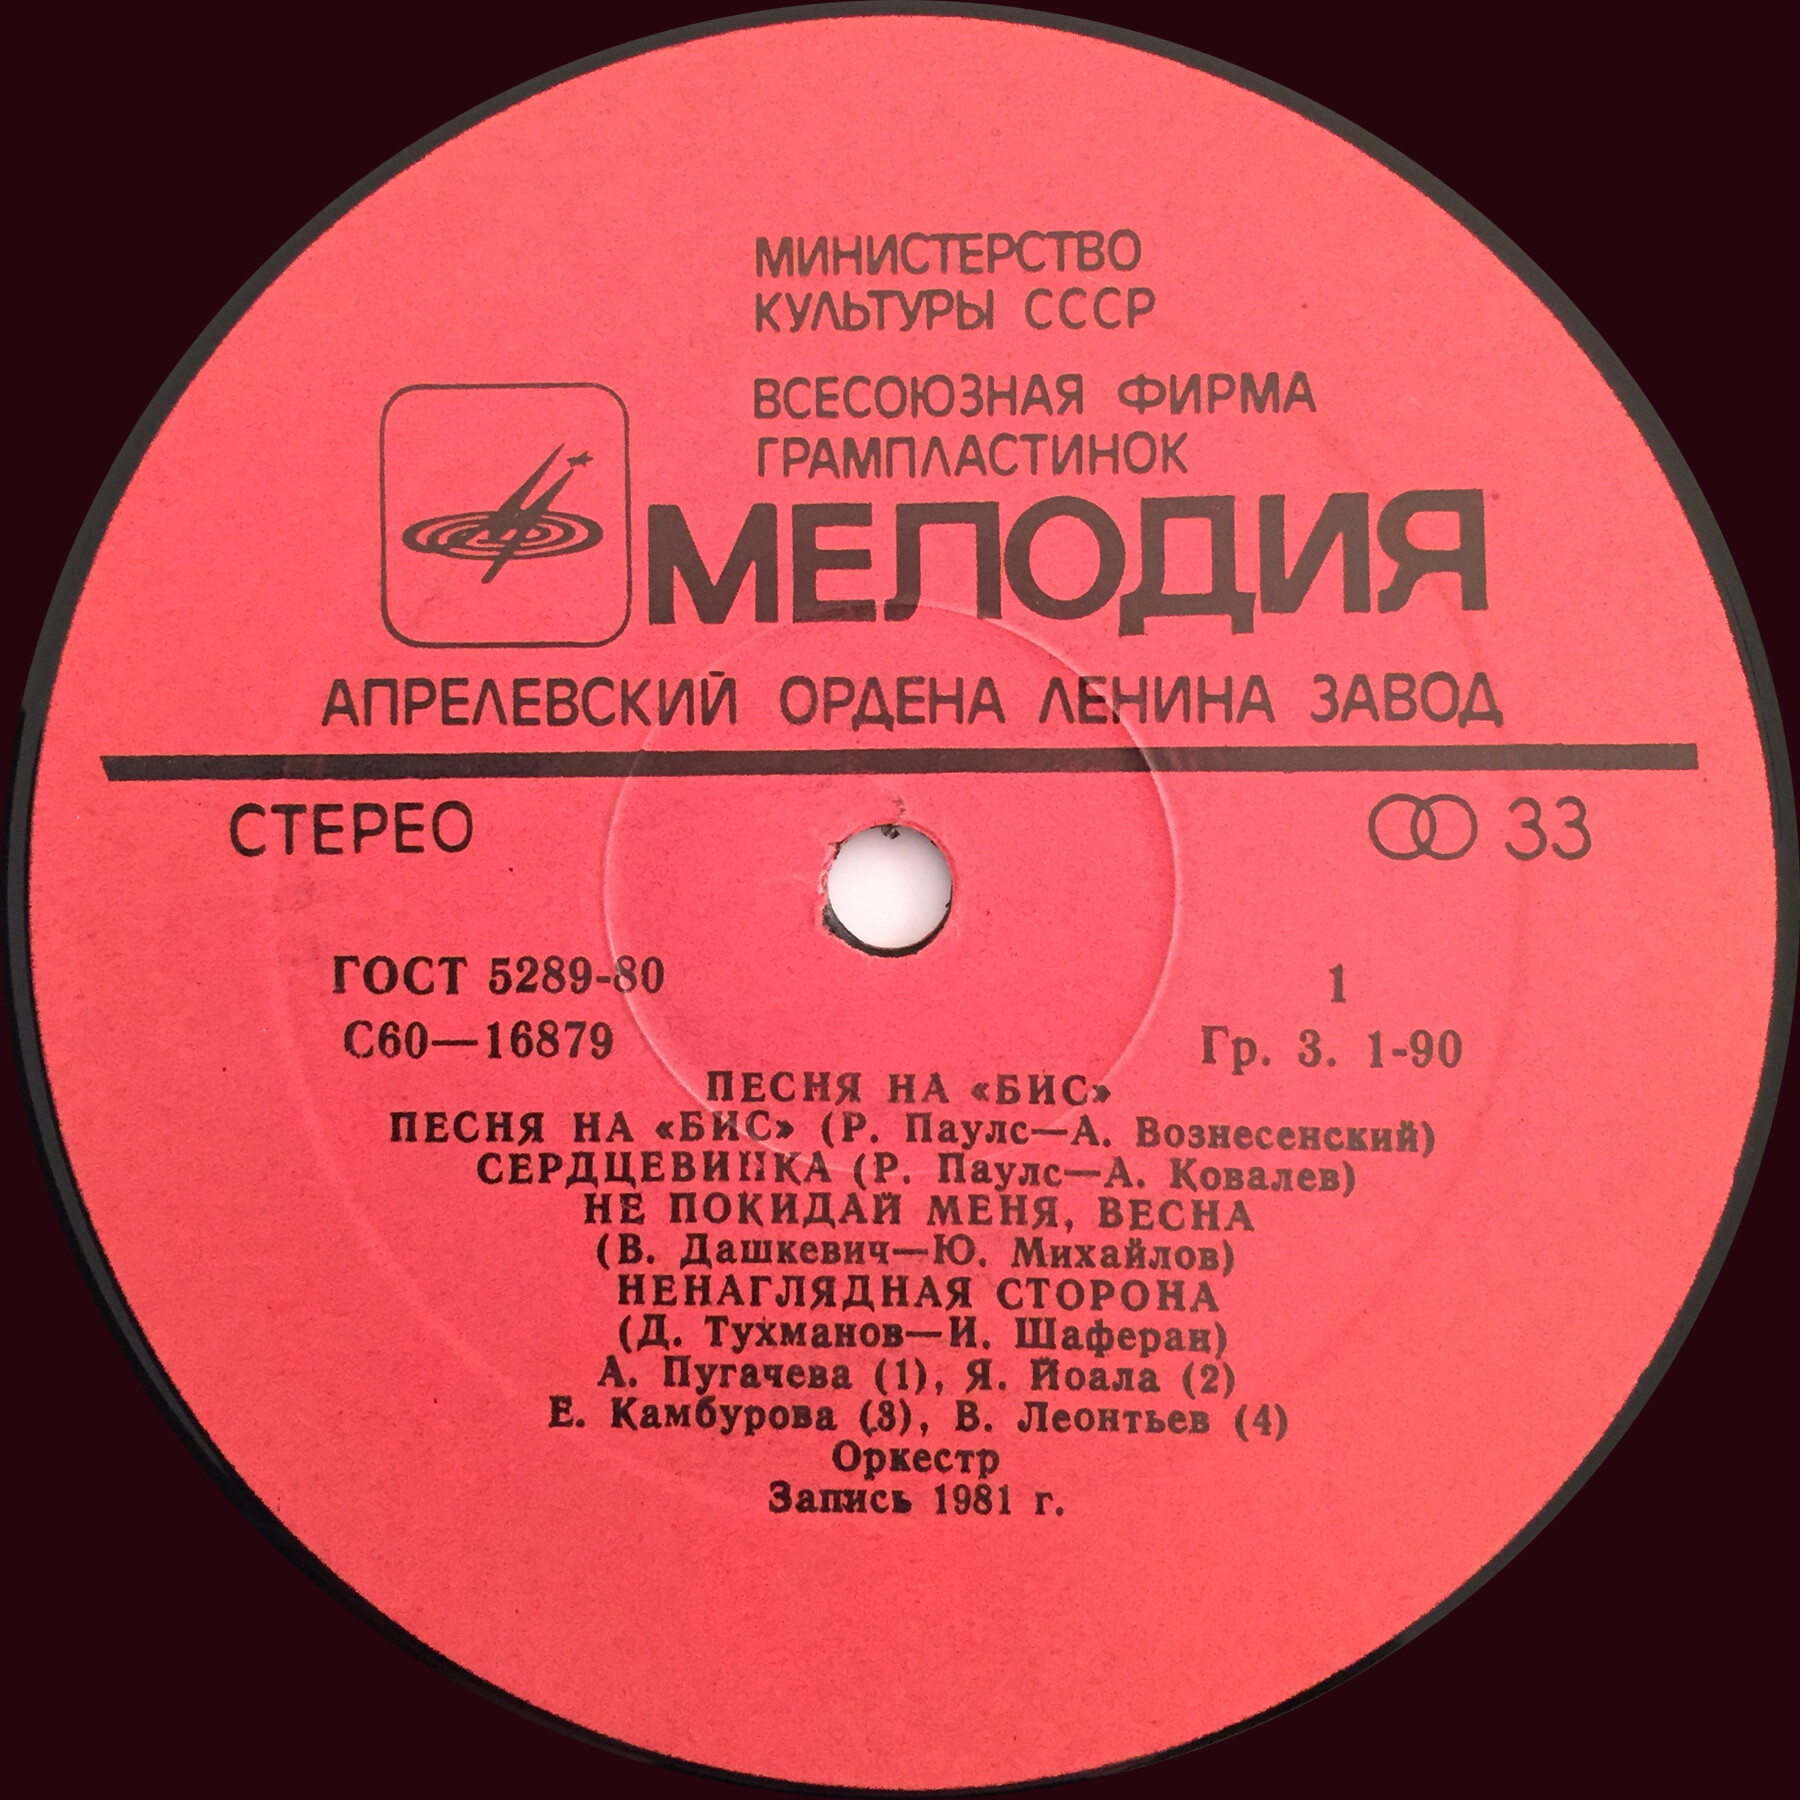 МИНИСТЕРСТВО
КУЛЬТУРЫ СССР
ВСЕСОЮЗНАЯ ФИРМА
ГРАМПЛАСТИНОК
МЕЛОДИЯ
АПРЕЛЕВСКИЙ ОРДЕНА ЛЕНИНА ЗАВОД
СТЕРЕО
33
ГОСТ 5289-80
1
С60—16879
Гр. 3. 1-90
ПЕСНЯ НА «БИС»
ПЕСНЯ НА «БИС» (Р. Паулс—А. Вознесенский)
СЕРДЦЕВИНКА (Р. Паулс—А. Ковалев)
НЕ ПОКИДАЙ МЕНЯ, ВЕСНА
(В. Дашкевич—Ю. Михайлов)
НЕНАГЛЯДНАЯ СТОРОНА
(Д. Тухманов—И. Шаферан)
А. Пугачева (1), Я. Йоала (2)
Е. Камбурова (3), В. Леонтьев (4)
Оркестр
Запись 1981 г.